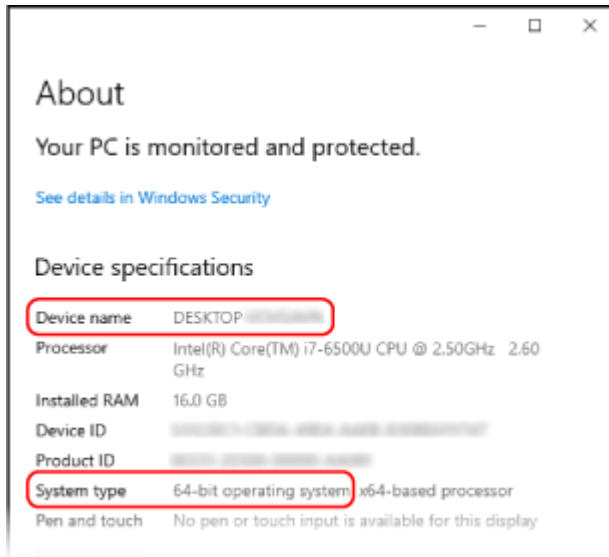 About
Your PC is monitored and protected.
See details in Windows Security
Device specifications
Device name DESKTOP
Processor Intel(R) Core(TM) i7-6500U CPU @ 2.50GHz 2.60
GHz
Installed RAM 16.0 GB
Device ID
Product ID
System type 64-bit operating system, x64-based processor
Pen and touch No pen or touch input is available for this display